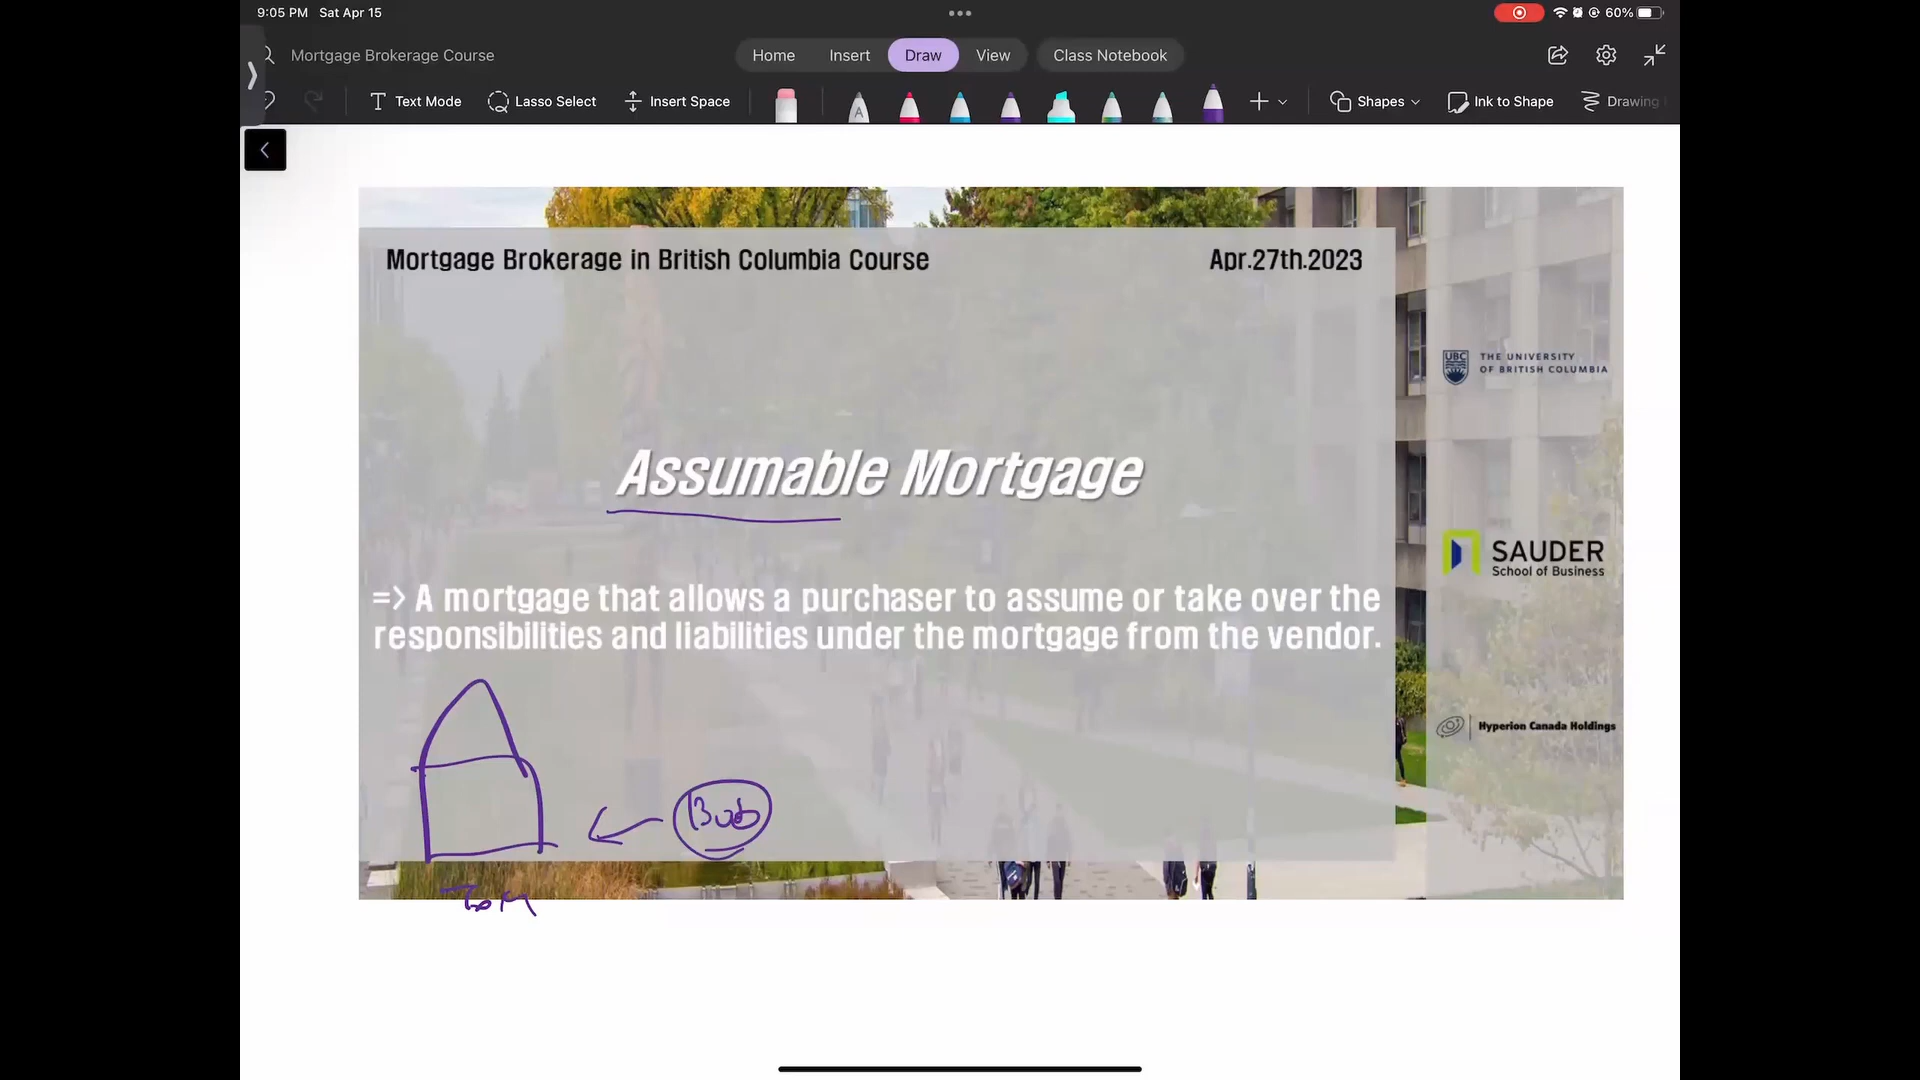 9:05 PM Sat Apr 15
60%
Mortgage Brokerage Course
Home Insert Draw View Class Notebook
Text Mode Lasso Select Insert Space A Shapes Ink to Shape Drawing
Mortgage Brokerage in British Columbia Course Apr.27th.2023
UBC THE UNIVERSITY
OF BRITISH COLUMBIA
Assumable Mortgage
SAUDER
School of Business
=> A mortgage that allows a purchaser to assume or take over the
responsibilities and liabilities under the mortgage from the vendor.
Hyperion Canada Holdings
Bob
Tom